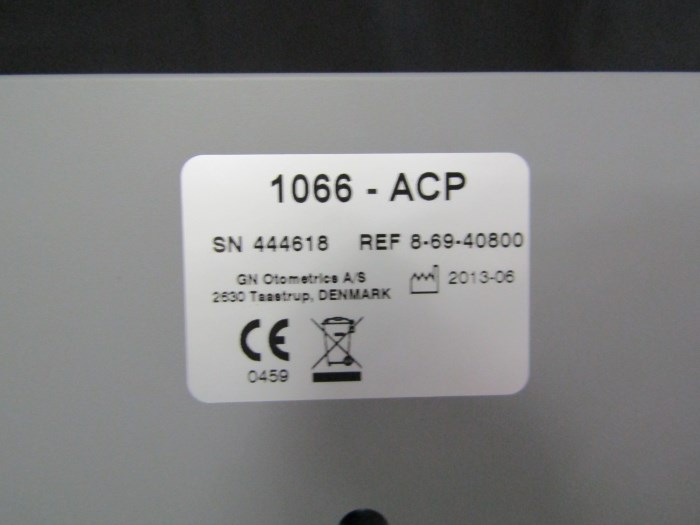 1066 - ACP
SN 444618 REF 8-69-40800
GN Otometrics A/S
2630 Taastrup, DENMARK
2013-06
CE
0459